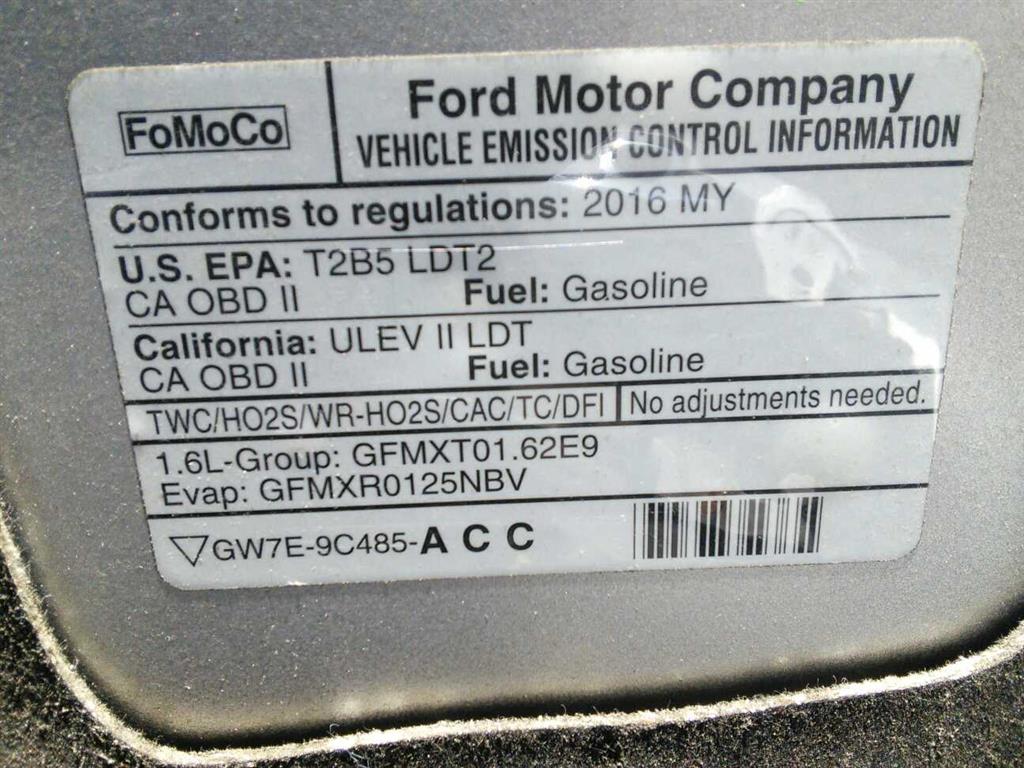 FoMoCo
Ford Motor Company
VEHICLE EMISSION CONTROL INFORMATION
Conforms to regulations: 2016 MY
U.S. EPA: T2B5 LDT2
CA OBD II Fuel: Gasoline
California: ULEV II LDT
CA OBD II Fuel: Gasoline
TWC/HO2S/WR-HO2S/CAC/TC/DFI No adjustments needed.
1.6L-Group: GFMXT01.62E9
Evap: GFMXR0125NBV
GW7E-9C485-A C C